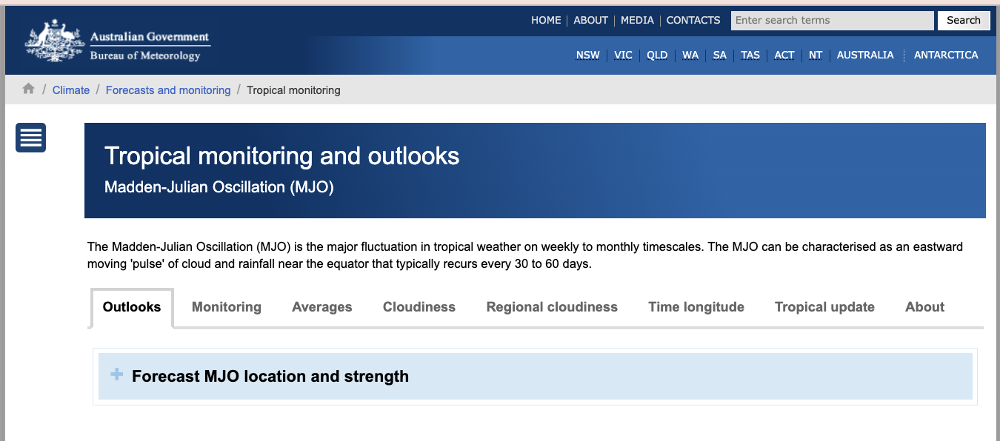 HOME ABOUT MEDIA CONTACTS Enter search terms Search
Australian Government
Bureau of Meteorology
NSW VIC QLD WA SA TAS ACT NT AUSTRALIA ANTARCTICA
/ Climate / Forecasts and monitoring / Tropical monitoring
Tropical monitoring and outlooks
Madden-Julian Oscillation (MJO)
The Madden-Julian Oscillation (MJO) is the major fluctuation in tropical weather on weekly to monthly timescales. The MJO can be characterised as an eastward
moving 'pulse' of cloud and rainfall near the equator that typically recurs every 30 to 60 days.
Outlooks Monitoring Averages Cloudiness Regional cloudiness Time longitude Tropical update About
Forecast MJO location and strength